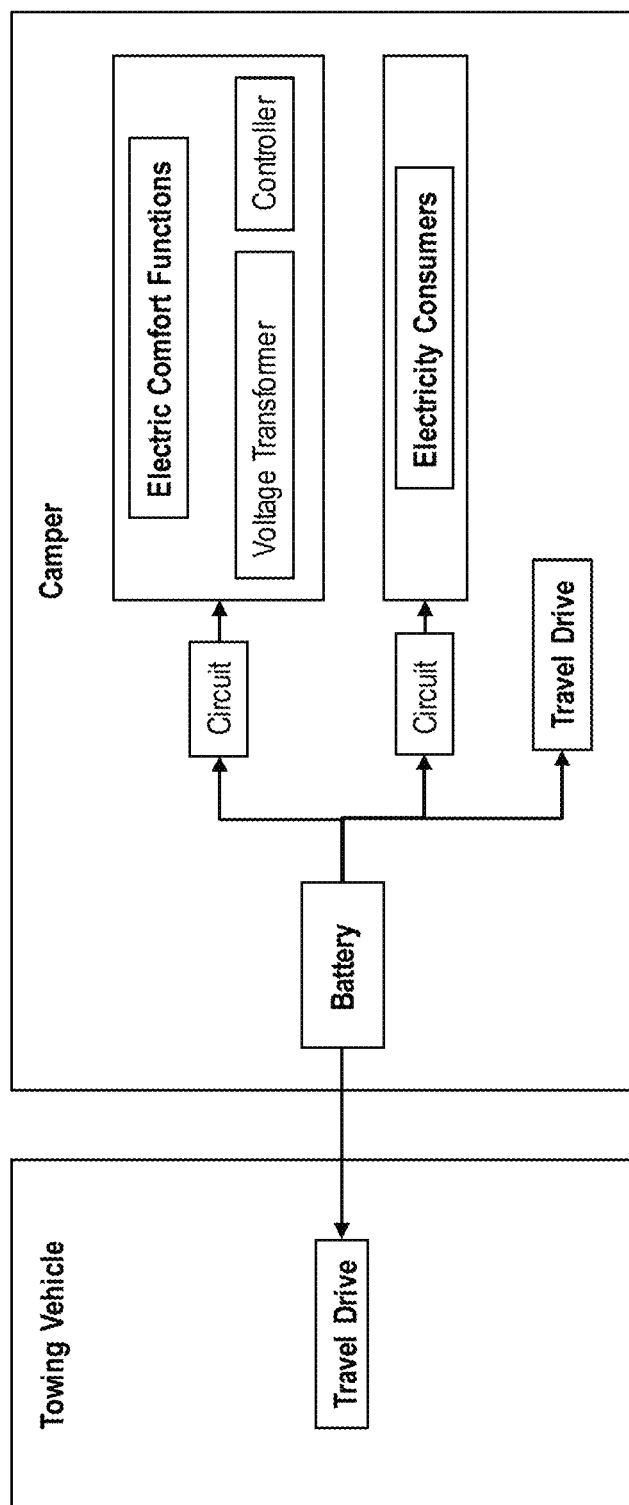 Towing Vehicle
Travel Drive
Camper
Battery
Circuit
Electric Comfort Functions
Voltage Transformer
Controller
Circuit
Electricity Consumers
Travel Drive